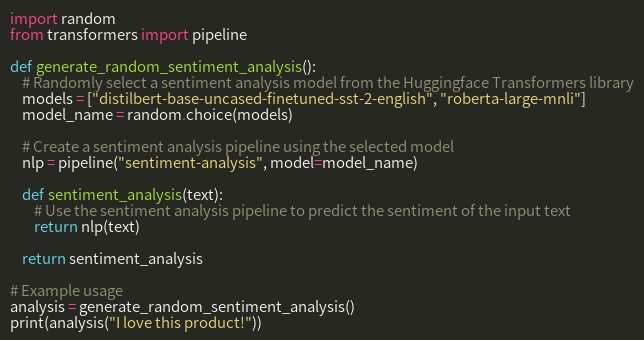 import random
from transformers import pipeline

def generate_random_sentiment_analysis():
    # Randomly select a sentiment analysis model from the Huggingface Transformers library
    models = ["distilbert-base-uncased-finetuned-sst-2-english", "roberta-large-mnli"]
    model_name = random.choice(models)

    # Create a sentiment analysis pipeline using the selected model
    nlp = pipeline("sentiment-analysis", model=model_name)

    def sentiment_analysis(text):
        # Use the sentiment analysis pipeline to predict the sentiment of the input text
        return nlp(text)

    return sentiment_analysis

# Example usage
analysis = generate_random_sentiment_analysis()
print(analysis("I love this product!"))